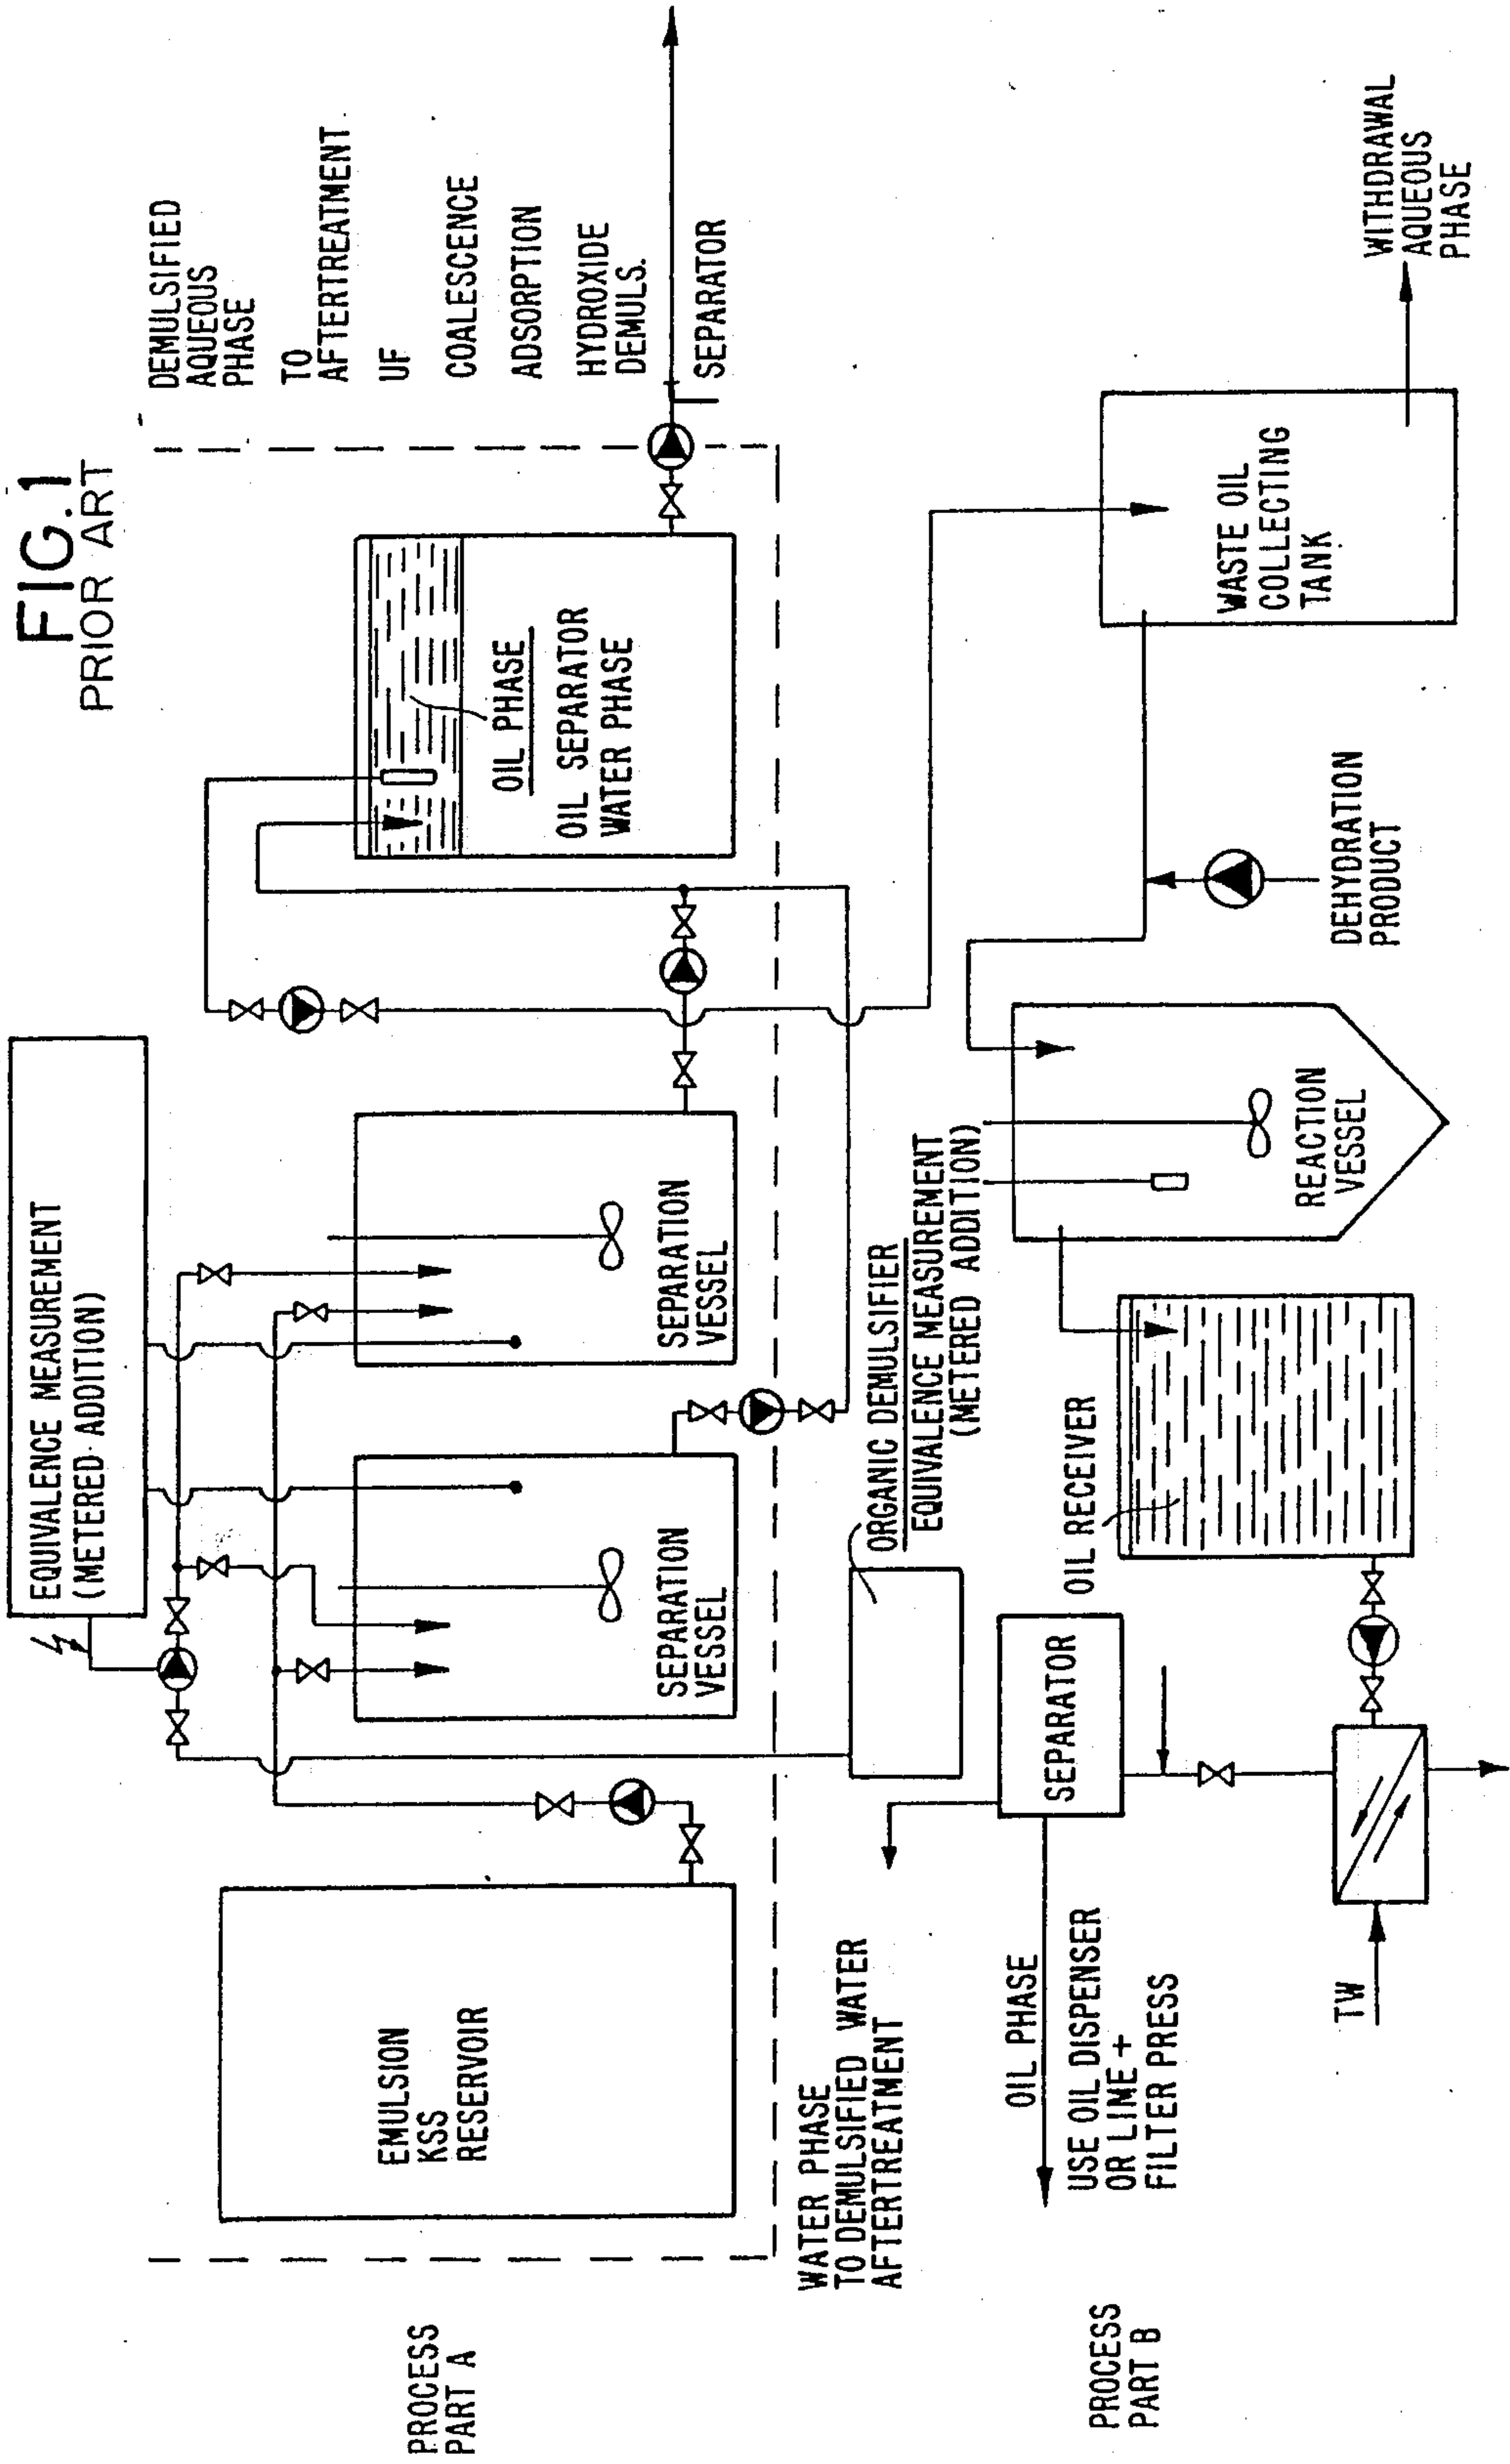 FIG.1
PRIOR ART
PROCESS
PART A
EMULSION
KSS
RESERVOIR
EQUIVALENCE MEASUREMENT
(METERED ADDITION)
SEPARATION
VESSEL
SEPARATION
VESSEL
OIL PHASE
OIL SEPARATOR
WATER PHASE
DEMULSIFIED
AQUEOUS
PHASE
TO
AFTERTREATMENT
UF
COALESCENCE
ADSORPTION
HYDROXIDE
DEMULS.
SEPARATOR
PROCESS
PART B
WATER PHASE
TO DEMULSIFIED WATER
AFTERTREATMENT
OIL PHASE
USE OIL DISPENSER
OR LIME +
FILTER PRESS
SEPARATOR
TW
ORGANIC DEMULSIFIER
EQUIVALENCE MEASUREMENT
(METERED ADDITION)
OIL RECEIVER
REACTION
VESSEL
DEHYDRATION
PRODUCT
WASTE OIL
COLLECTING
TANK
WITHDRAWAL
AQUEOUS
PHASE